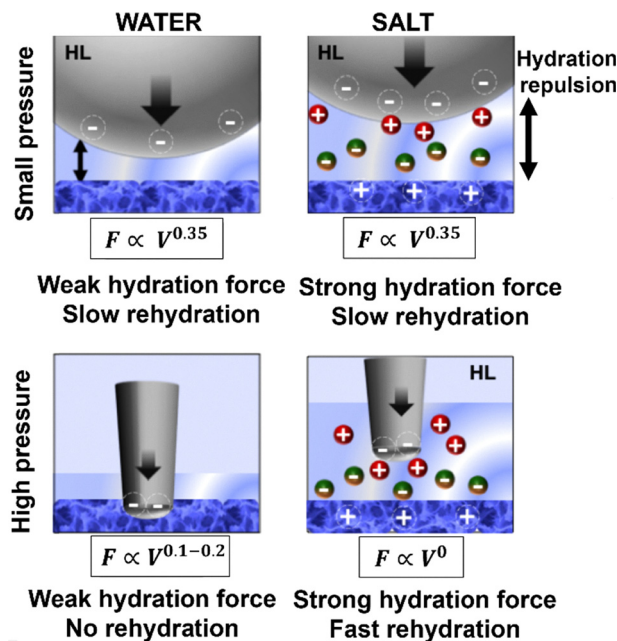 WATER
SALT
Small pressure
HL
HL
Hydration
repulsion
- - -
- - - -
+ + + +
- - - - -
+ + +
F ∝ V^0.35
F ∝ V^0.35
Weak hydration force
Slow rehydration
Strong hydration force
Slow rehydration
High pressure
HL
- -
- -
+ + + + +
- - - - -
+ + +
F ∝ V^0.1−0.2
F ∝ V^0
Weak hydration force
No rehydration
Strong hydration force
Fast rehydration